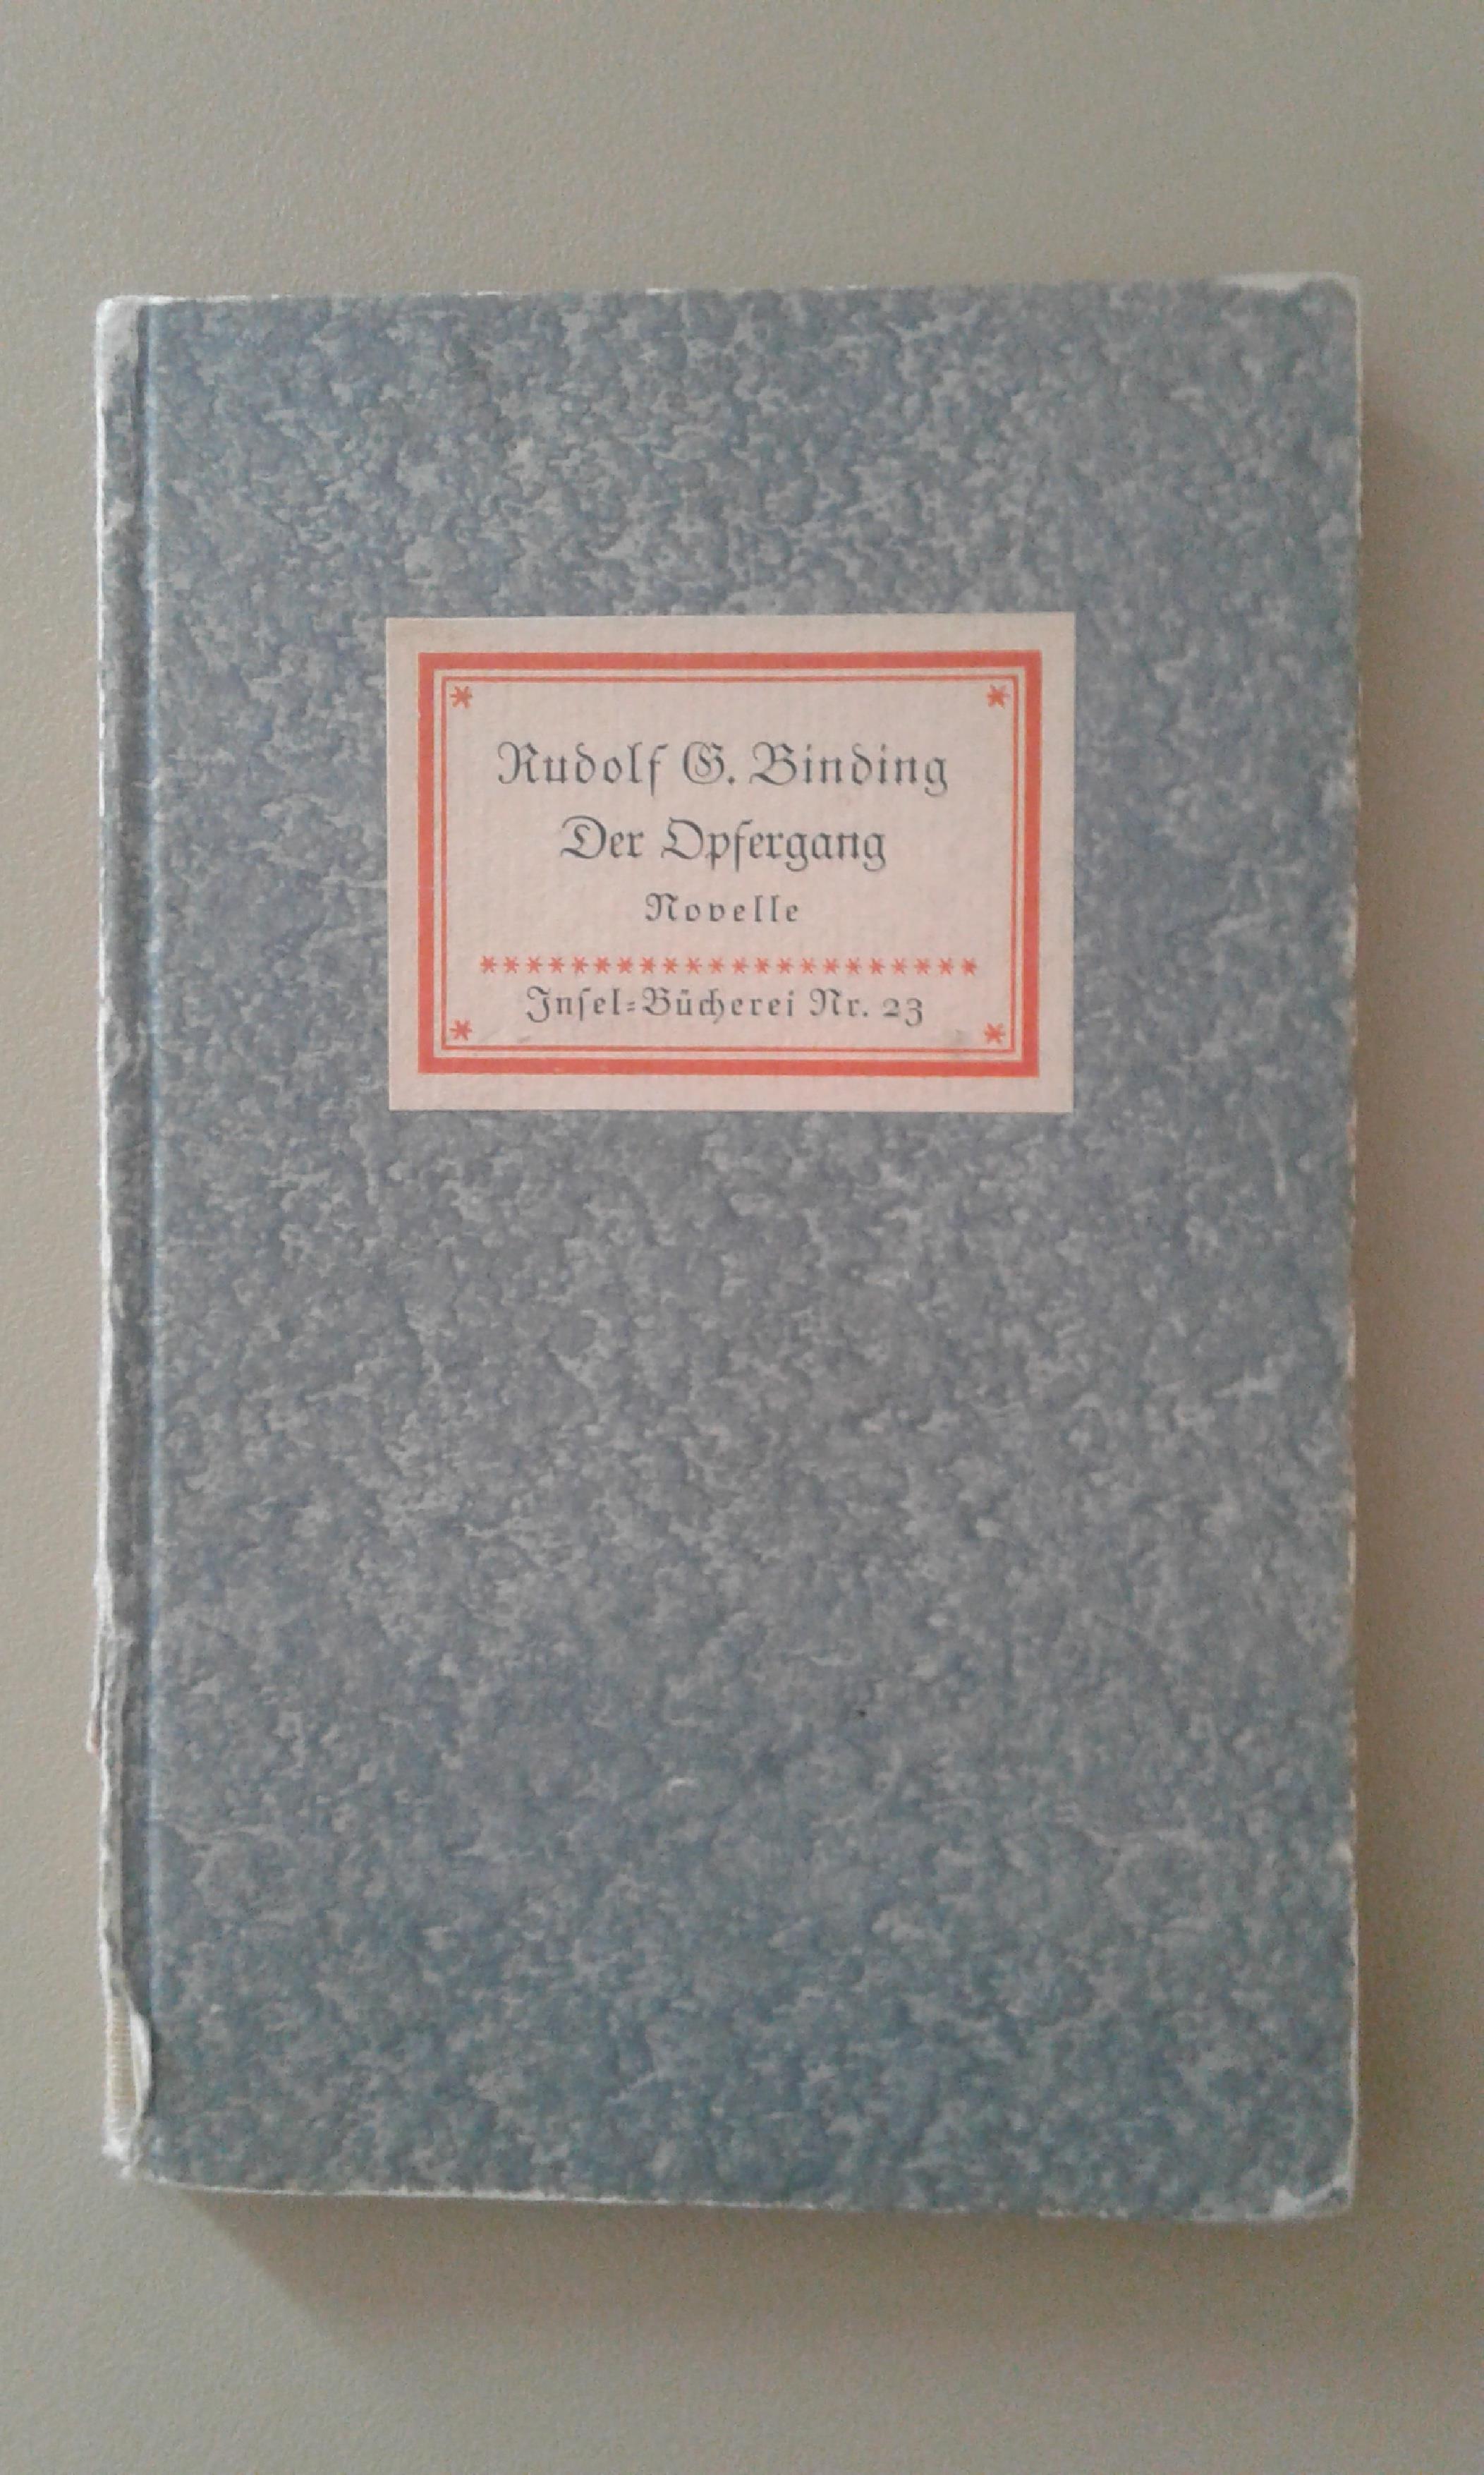 Rudolf G. Binding
Der Opfergang
Novelle
***********************
Inſel-Bücherei Nr. 23